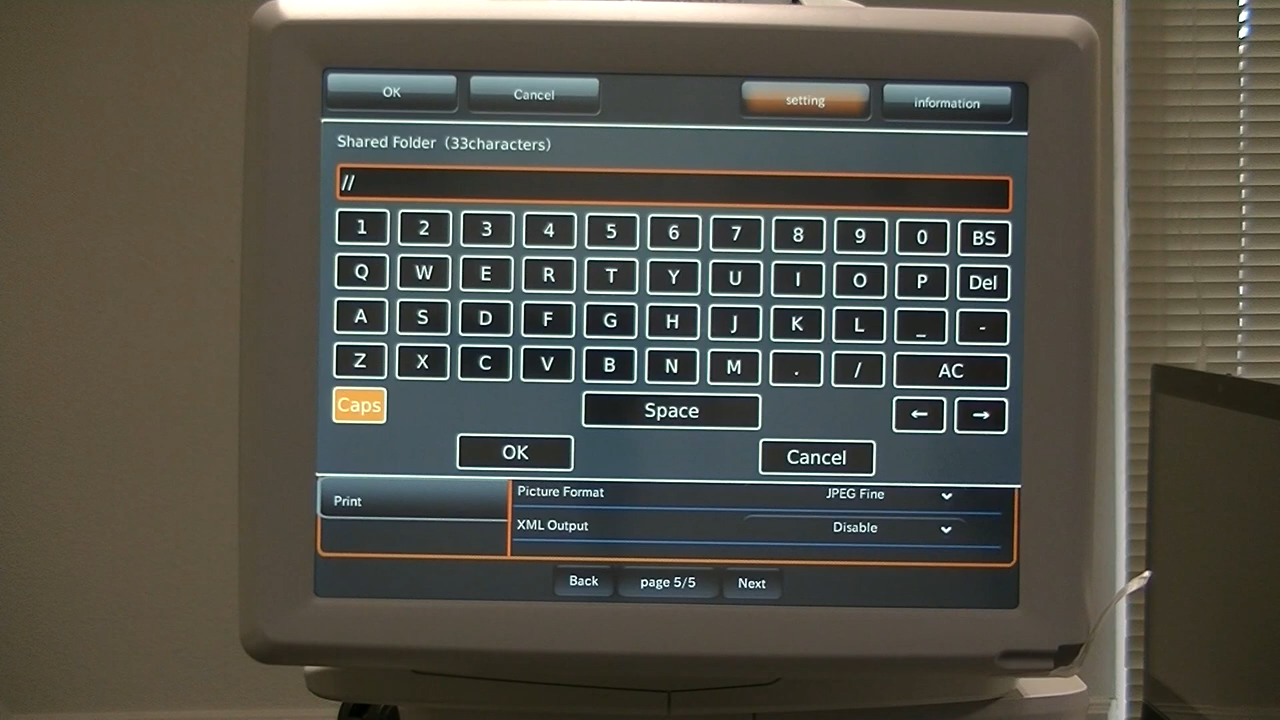 OK Cancel setting information
Shared Folder (33characters)
//
1 2 3 4 5 6 7 8 9 0 BS
Q W E R T Y U I O P Del
A S D F G H J K L _ -
Z X C V B N M . / AC
Caps Space ← →
OK Cancel
Print Picture Format JPEG Fine
XML Output Disable
Back page 5/5 Next